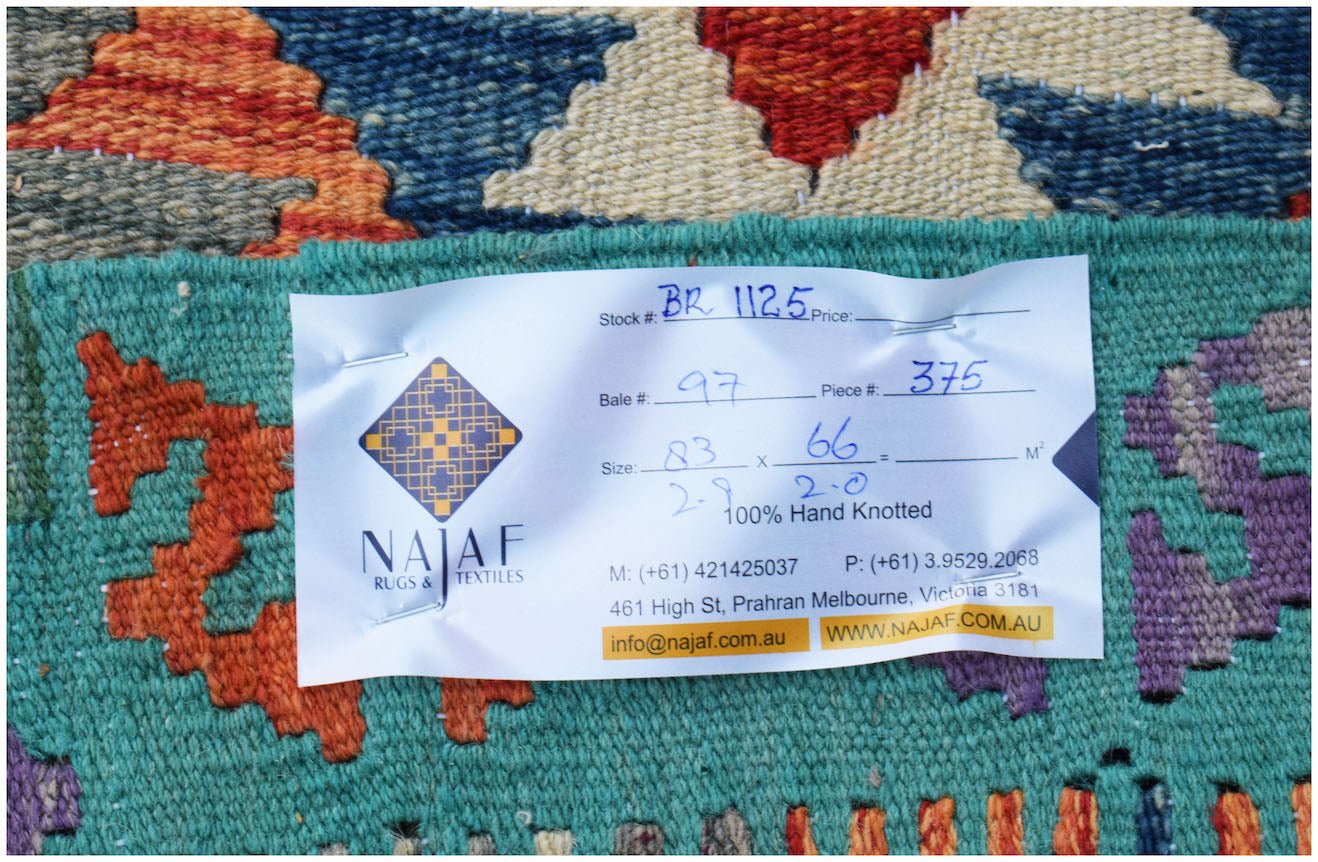 NAJAF
RUGS & TEXTILES
Stock #: BR 1125 Price:
Bale #: 97 Piece #: 375
Size: 83 x 66 = M²
2.9 2.0
100% Hand Knotted
M: (+61) 421425037 P: (+61) 3.9529.2068
461 High St, Prahran Melbourne, Victoria 3181
info@najaf.com.au WWW.NAJAF.COM.AU